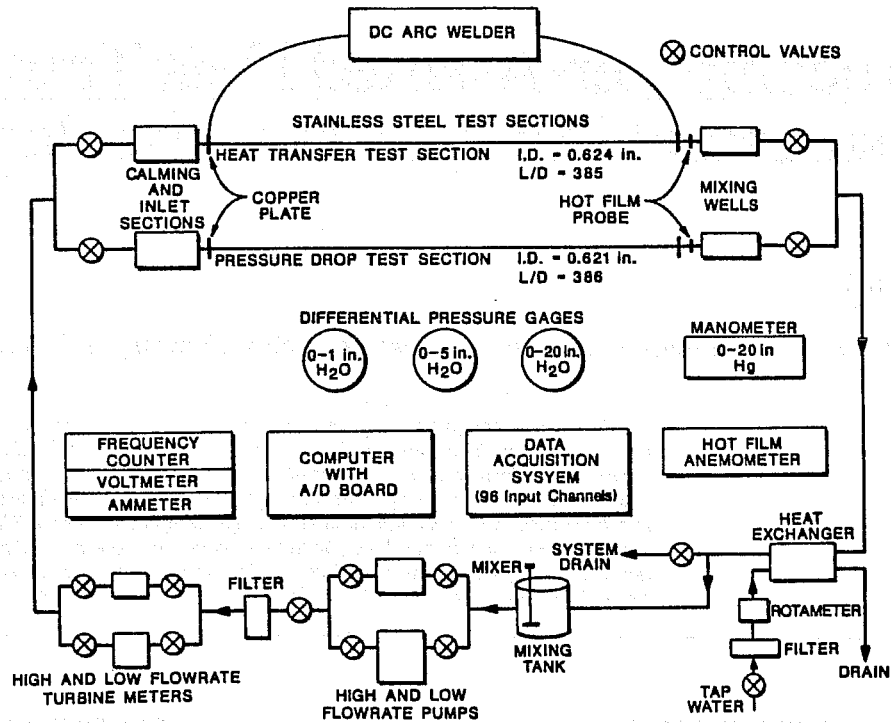 DC ARC WELDER
CONTROL VALVES
STAINLESS STEEL TEST SECTIONS
HEAT TRANSFER TEST SECTION
I.D. = 0.624 in.
L/D = 385
CALMING
AND
INLET
SECTIONS
COPPER
PLATE
HOT FILM
PROBE
MIXING
WELLS
PRESSURE DROP TEST SECTION
I.D. = 0.621 in.
L/D = 386
DIFFERENTIAL PRESSURE GAGES
0-1 in.
H2O
0-5 in.
H2O
0-20 in.
H2O
MANOMETER
0-20 in
Hg
FREQUENCY
COUNTER
VOLTMETER
AMMETER
COMPUTER
WITH
A/D BOARD
DATA
ACQUISITION
SYSYEM
(96 Input Channels)
HOT FILM
ANEMOMETER
HEAT
EXCHANGER
SYSTEM
DRAIN
MIXER
FILTER
ROTAMETER
FILTER
MIXING
TANK
DRAIN
TAP
WATER
HIGH AND LOW FLOWRATE
TURBINE METERS
HIGH AND LOW
FLOWRATE PUMPS